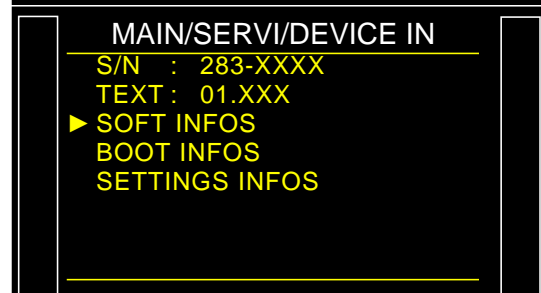 MAIN/SERVI/DEVICE IN
S/N : 283-XXXX
TEXT : 01.XXX
► SOFT INFOS
BOOT INFOS
SETTINGS INFOS